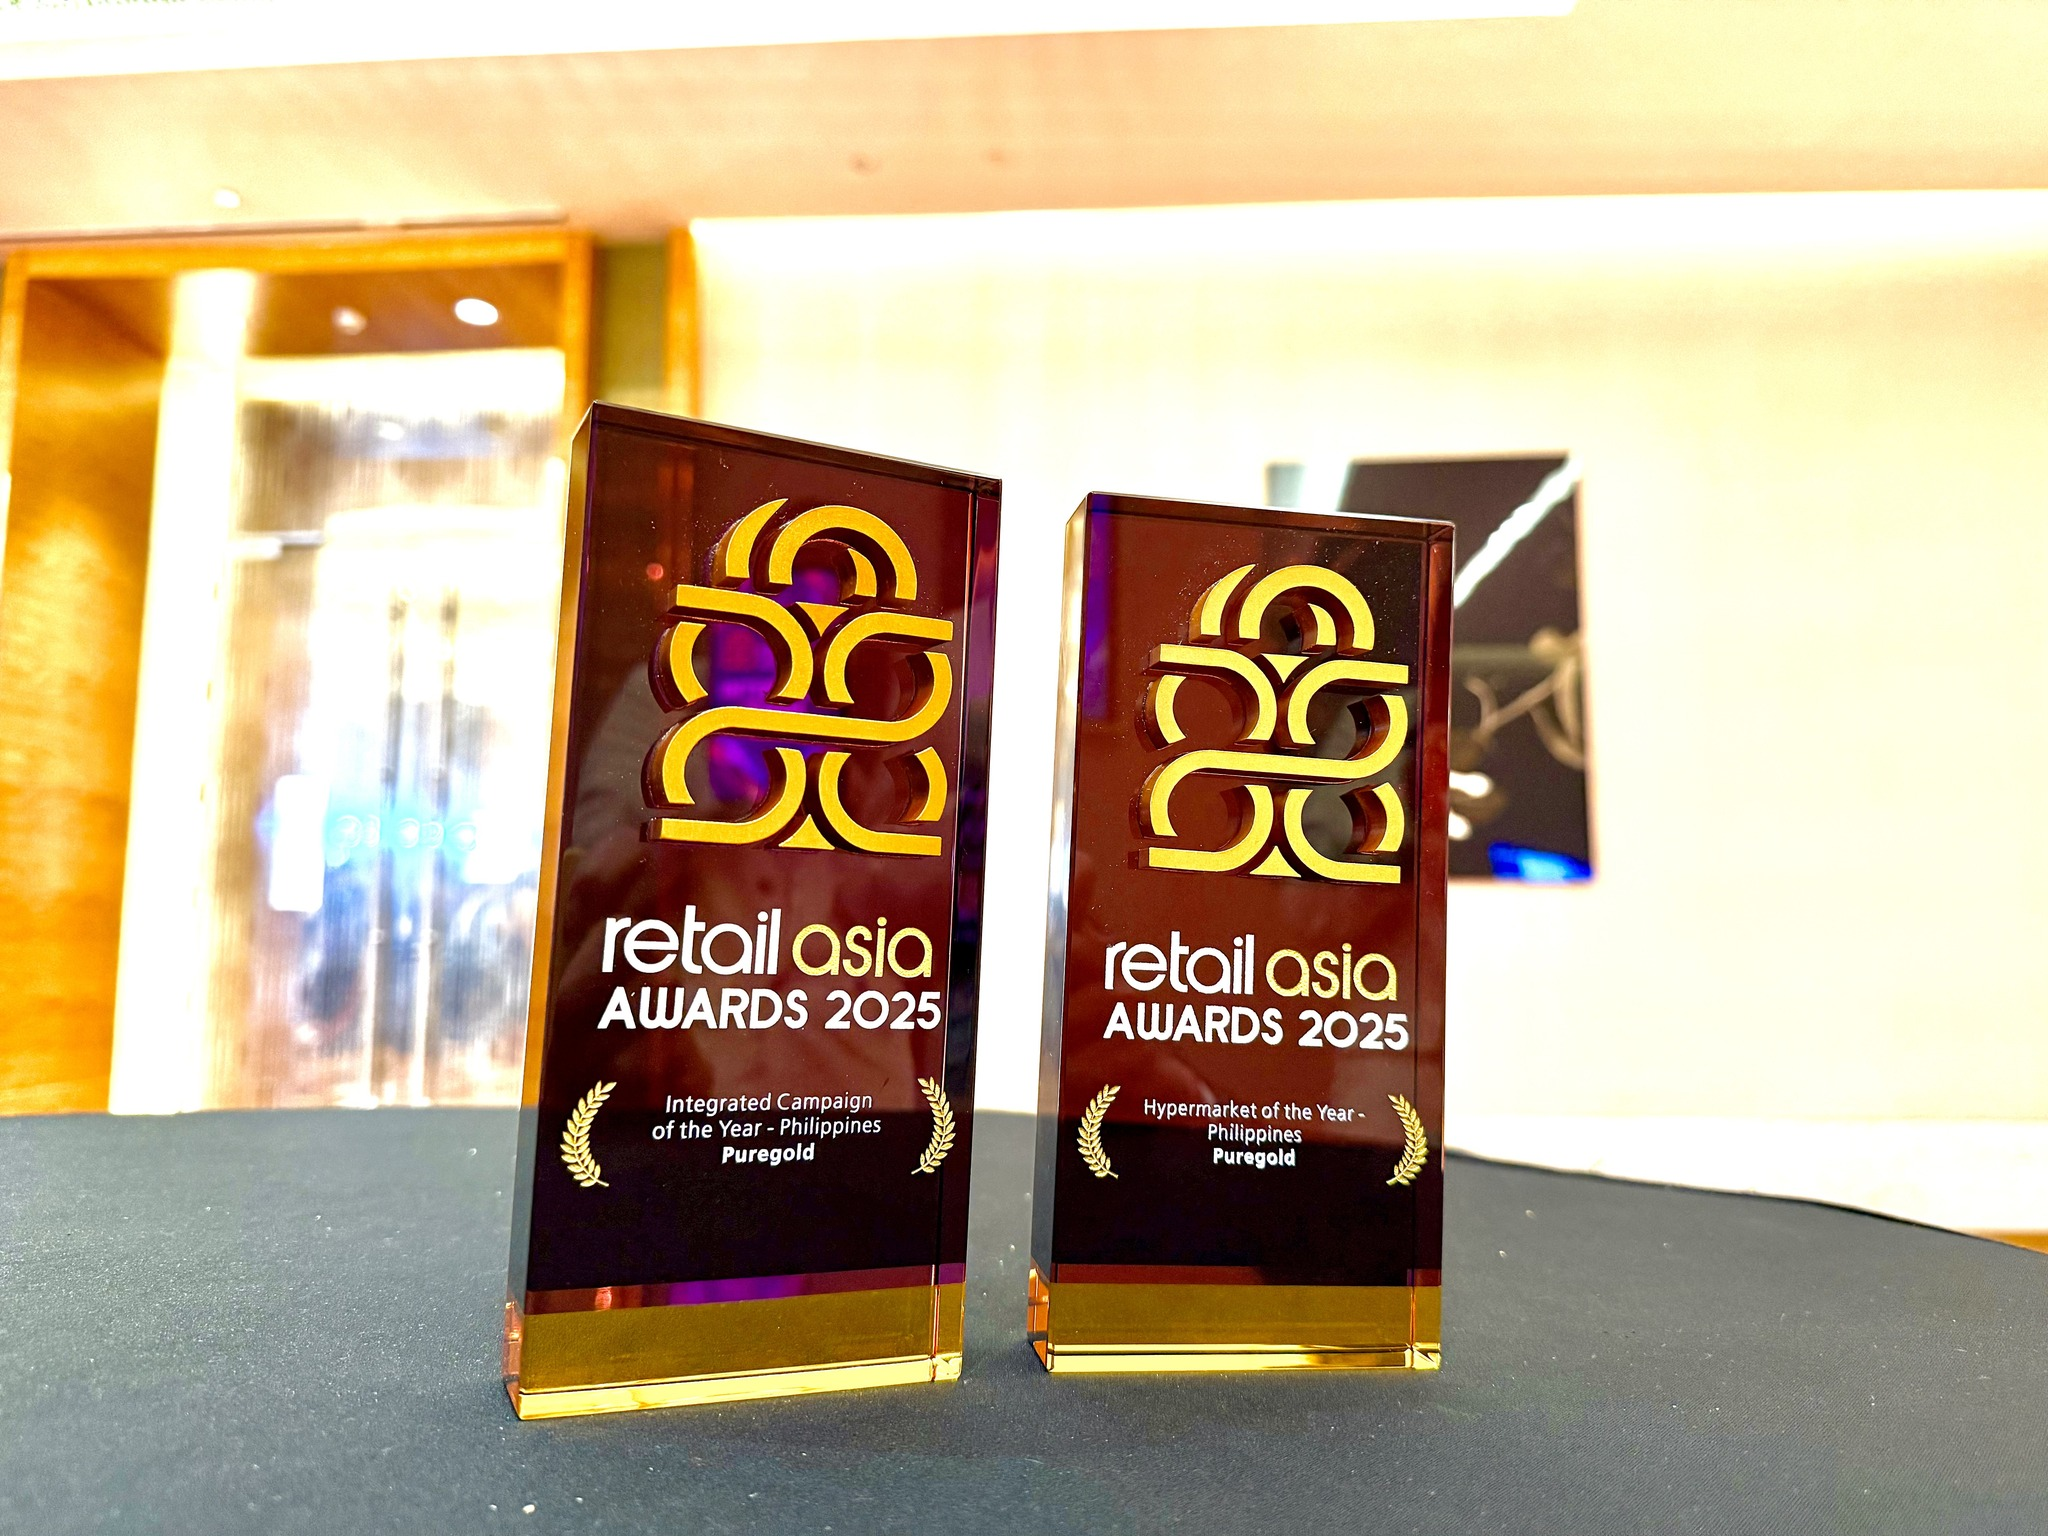 retail asia
AWARDS 2025
Integrated Campaign
of the Year - Philippines
Puregold
retail asia
AWARDS 2025
Hypermarket of the Year -
Philippines
Puregold